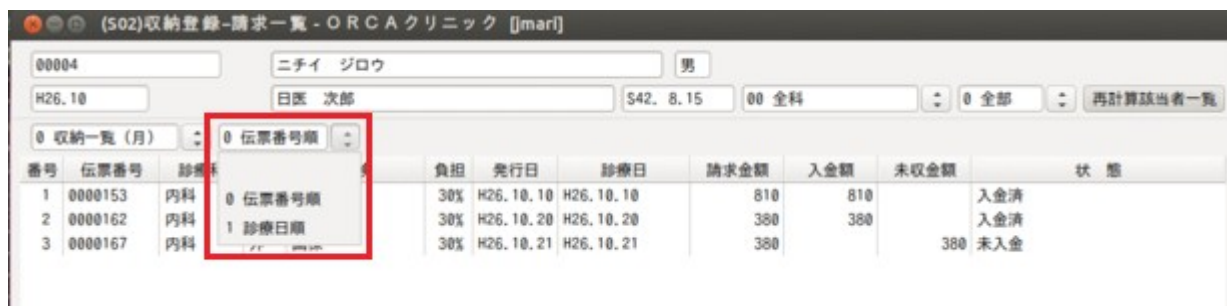 (S02)収納登録−請求一覧 - ＯＲＣＡクリニック [jmari]
00004 ニチイ ジロウ 男
H26.10 日医 次郎 S42. 8.15 00 全科 0 全部 再計算該当者一覧
0 収納一覧（月） 0 伝票番号順
番号 伝票番号 負担 発行日 診療日 請求金額 入金額 未収金額 状 態
1 0000153 内科 30% H26.10.10 H26.10.10 810 810 入金済
0 伝票番号順
2 0000162 内科 30% H26.10.20 H26.10.20 380 380 入金済
1 診療日順
3 0000167 内科 30% H26.10.21 H26.10.21 380 380 未入金